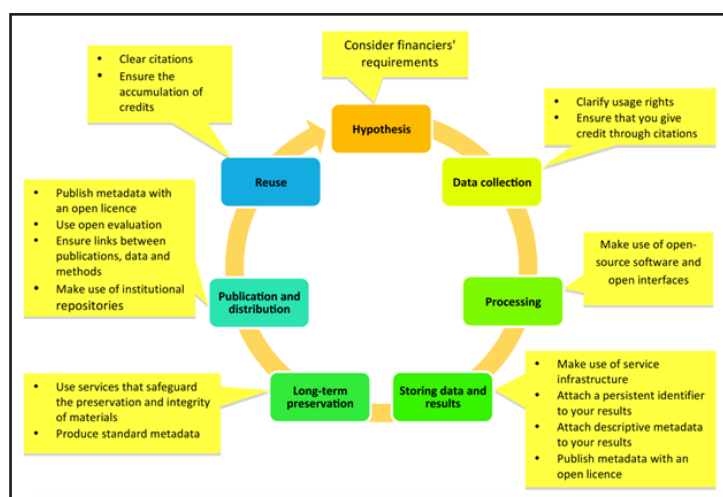 Consider financiers'
requirements
Hypothesis
• Clarify usage rights
• Ensure that you give
credit through citations
Data collection
Make use of open-
source software and
open interfaces
Processing
• Make use of service
infrastructure
• Attach a persistent identifier
to your results
• Attach descriptive metadata
to your results
• Publish metadata with an
open licence
Storing data and
results
• Use services that safeguard
the preservation and integrity
of materials
• Produce standard metadata
Long-term
preservation
• Publish metadata with
an open licence
• Use open evaluation
• Ensure links between
publications, data and
methods
• Make use of institutional
repositories
Publication and
distribution
• Clear citations
• Ensure the
accumulation of
credits
Reuse